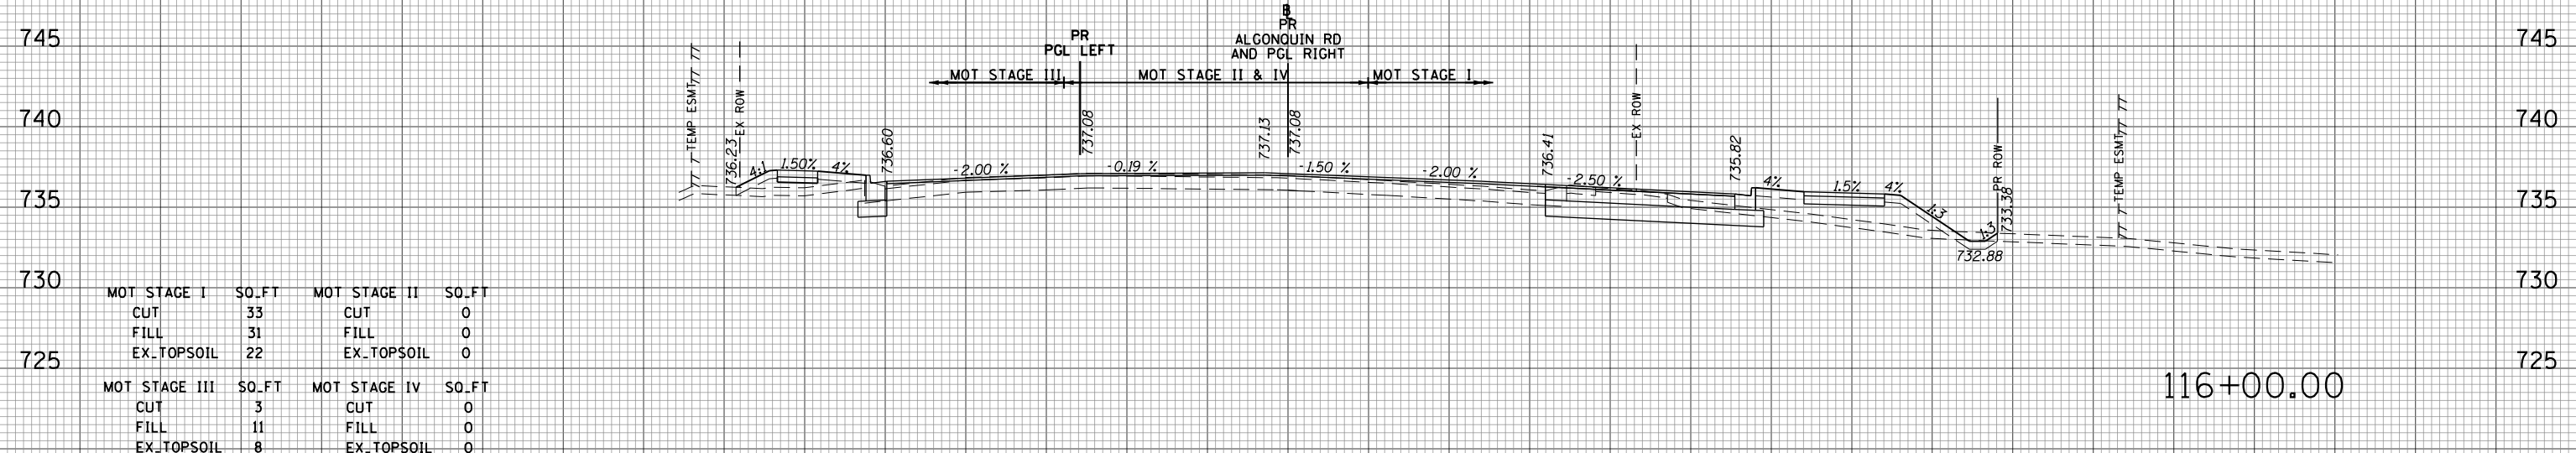 745
740
735
730
725
B
PR
ALGONQUIN RD
AND PGL RIGHT
PR
PGL LEFT
MOT STAGE III
MOT STAGE II & IV
MOT STAGE I
TEMP ESMT
EX ROW
736.23
4:1
1.50%
4%
736.60
-2.00 %
737.08
-0.19 %
737.13
737.08
-1.50 %
-2.00 %
736.41
-2.50 %
EX ROW
735.82
4%
1.5%
4%
1:3
1:3
732.88
PR ROW
733.38
TEMP ESMT
745
740
735
730
725
MOT STAGE I SQ_FT
CUT 33
FILL 31
EX_TOPSOIL 22
MOT STAGE II SQ_FT
CUT 0
FILL 0
EX_TOPSOIL 0
MOT STAGE III SQ_FT
CUT 3
FILL 11
EX_TOPSOIL 8
MOT STAGE IV SQ_FT
CUT 0
FILL 0
EX_TOPSOIL 0
116+00.00